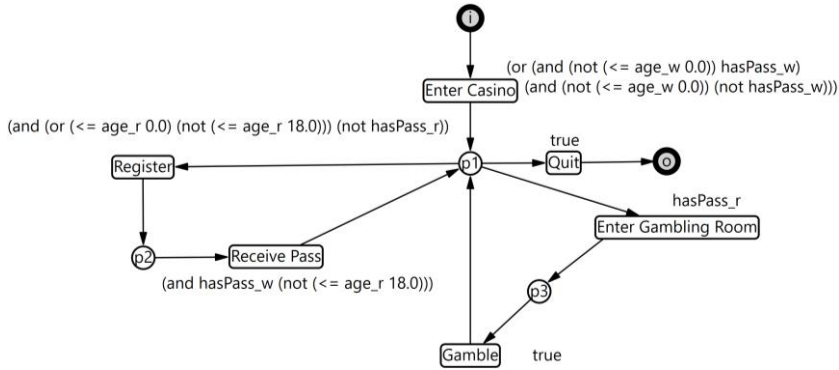 i
(or (and (not (<= age_w 0.0)) hasPass_w)
Enter Casino
(and (not (<= age_w 0.0)) (not hasPass_w)))
(and (or (<= age_r 0.0) (not (<= age_r 18.0))) (not hasPass_r))
true
Register
p1
Quit
o
hasPass_r
Enter Gambling Room
p2
Receive Pass
(and hasPass_w (not (<= age_r 18.0)))
p3
Gamble
true